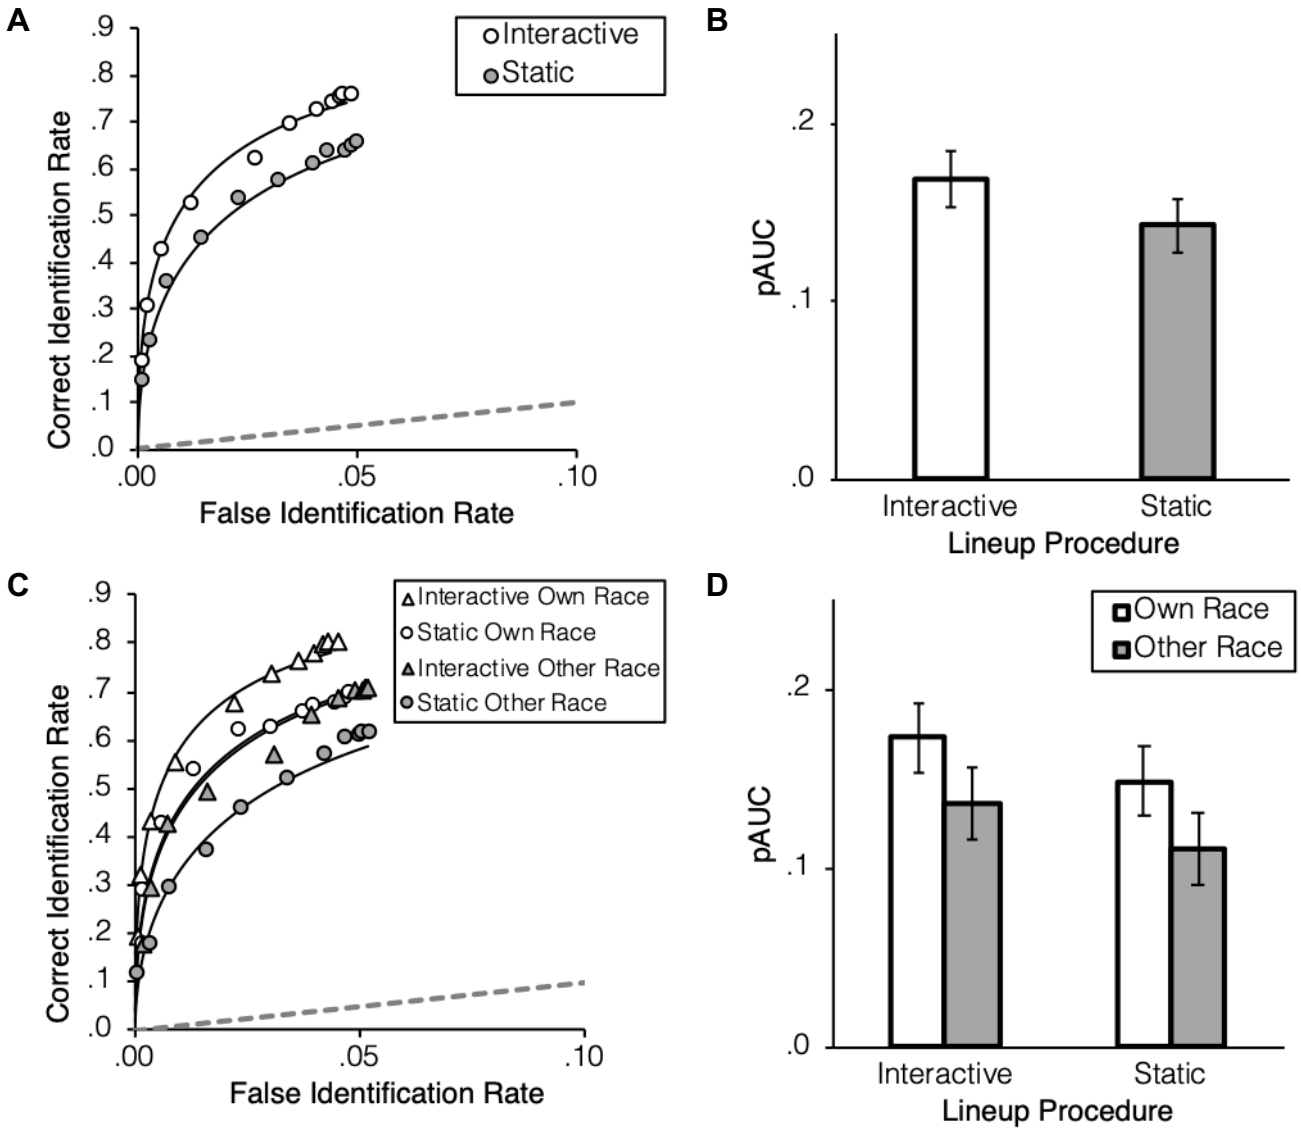 A
.9
.8
.7
.6
.5
.4
.3
.2
.1
.0
Correct Identification Rate
.00
.05
.10
False Identification Rate
Interactive
Static
B
.2
.1
.0
pAUC
Interactive
Static
Lineup Procedure
C
.9
.8
.7
.6
.5
.4
.3
.2
.1
.0
Correct Identification Rate
.00
.05
.10
False Identification Rate
Interactive Own Race
Static Own Race
Interactive Other Race
Static Other Race
D
Own Race
Other Race
.2
.1
.0
pAUC
Interactive
Static
Lineup Procedure